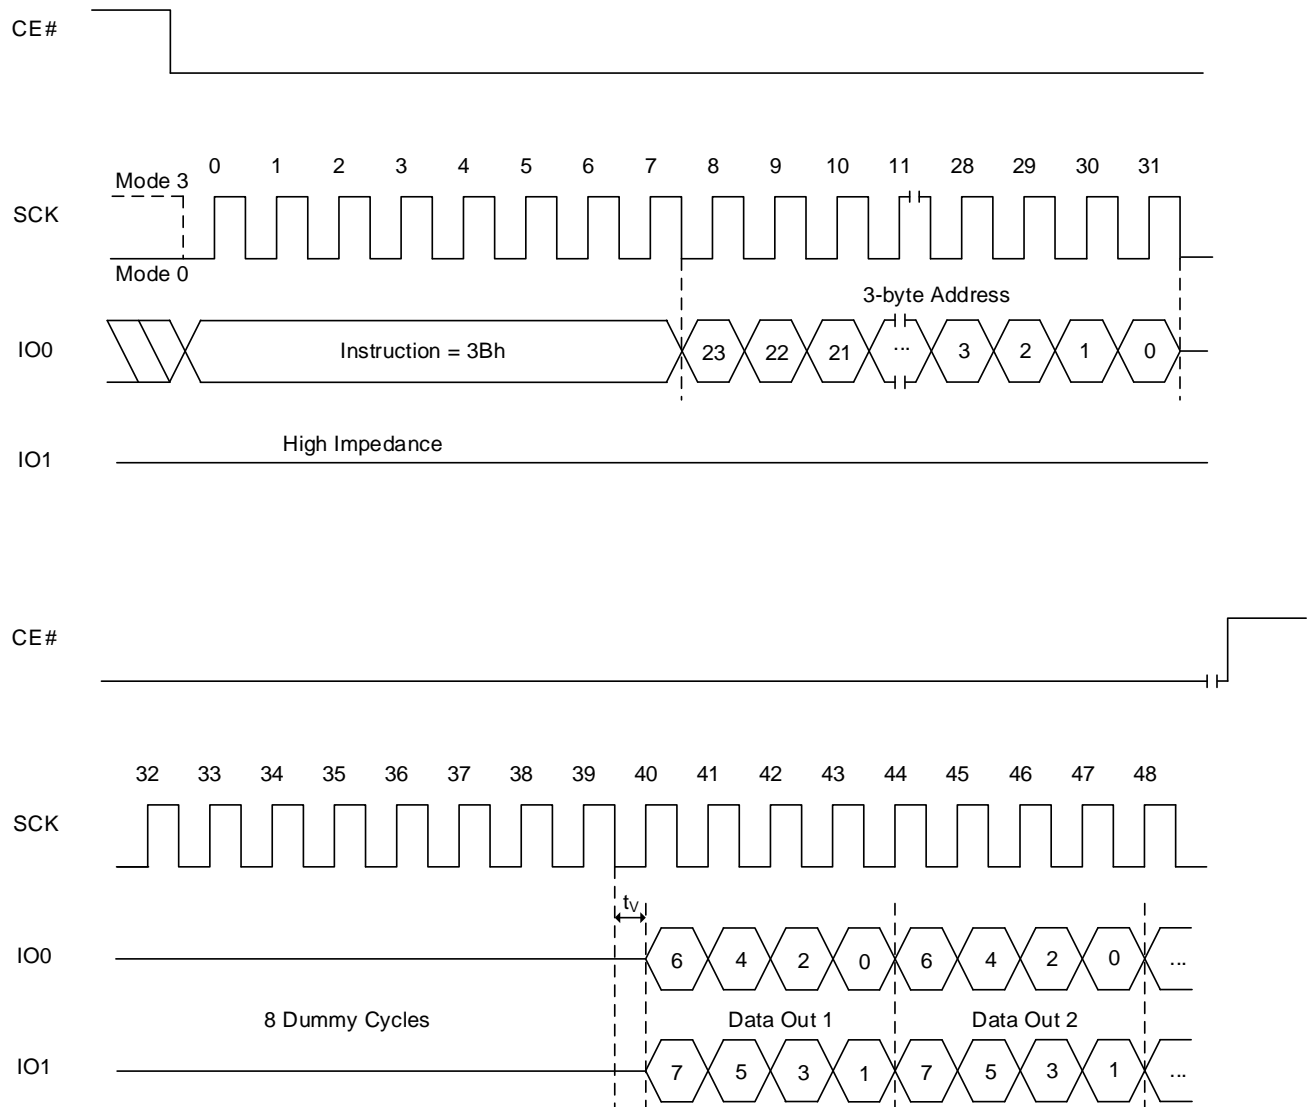 CE#
0 1 2 3 4 5 6 7 8 9 10 11 28 29 30 31
Mode 3
SCK
Mode 0
3-byte Address
IO0
Instruction = 3Bh
23 22 21 ... 3 2 1 0
High Impedance
IO1
CE#
32 33 34 35 36 37 38 39 40 41 42 43 44 45 46 47 48
SCK
tV
IO0
6 4 2 0 6 4 2 0 ...
8 Dummy Cycles
Data Out 1
Data Out 2
IO1
7 5 3 1 7 5 3 1 ...